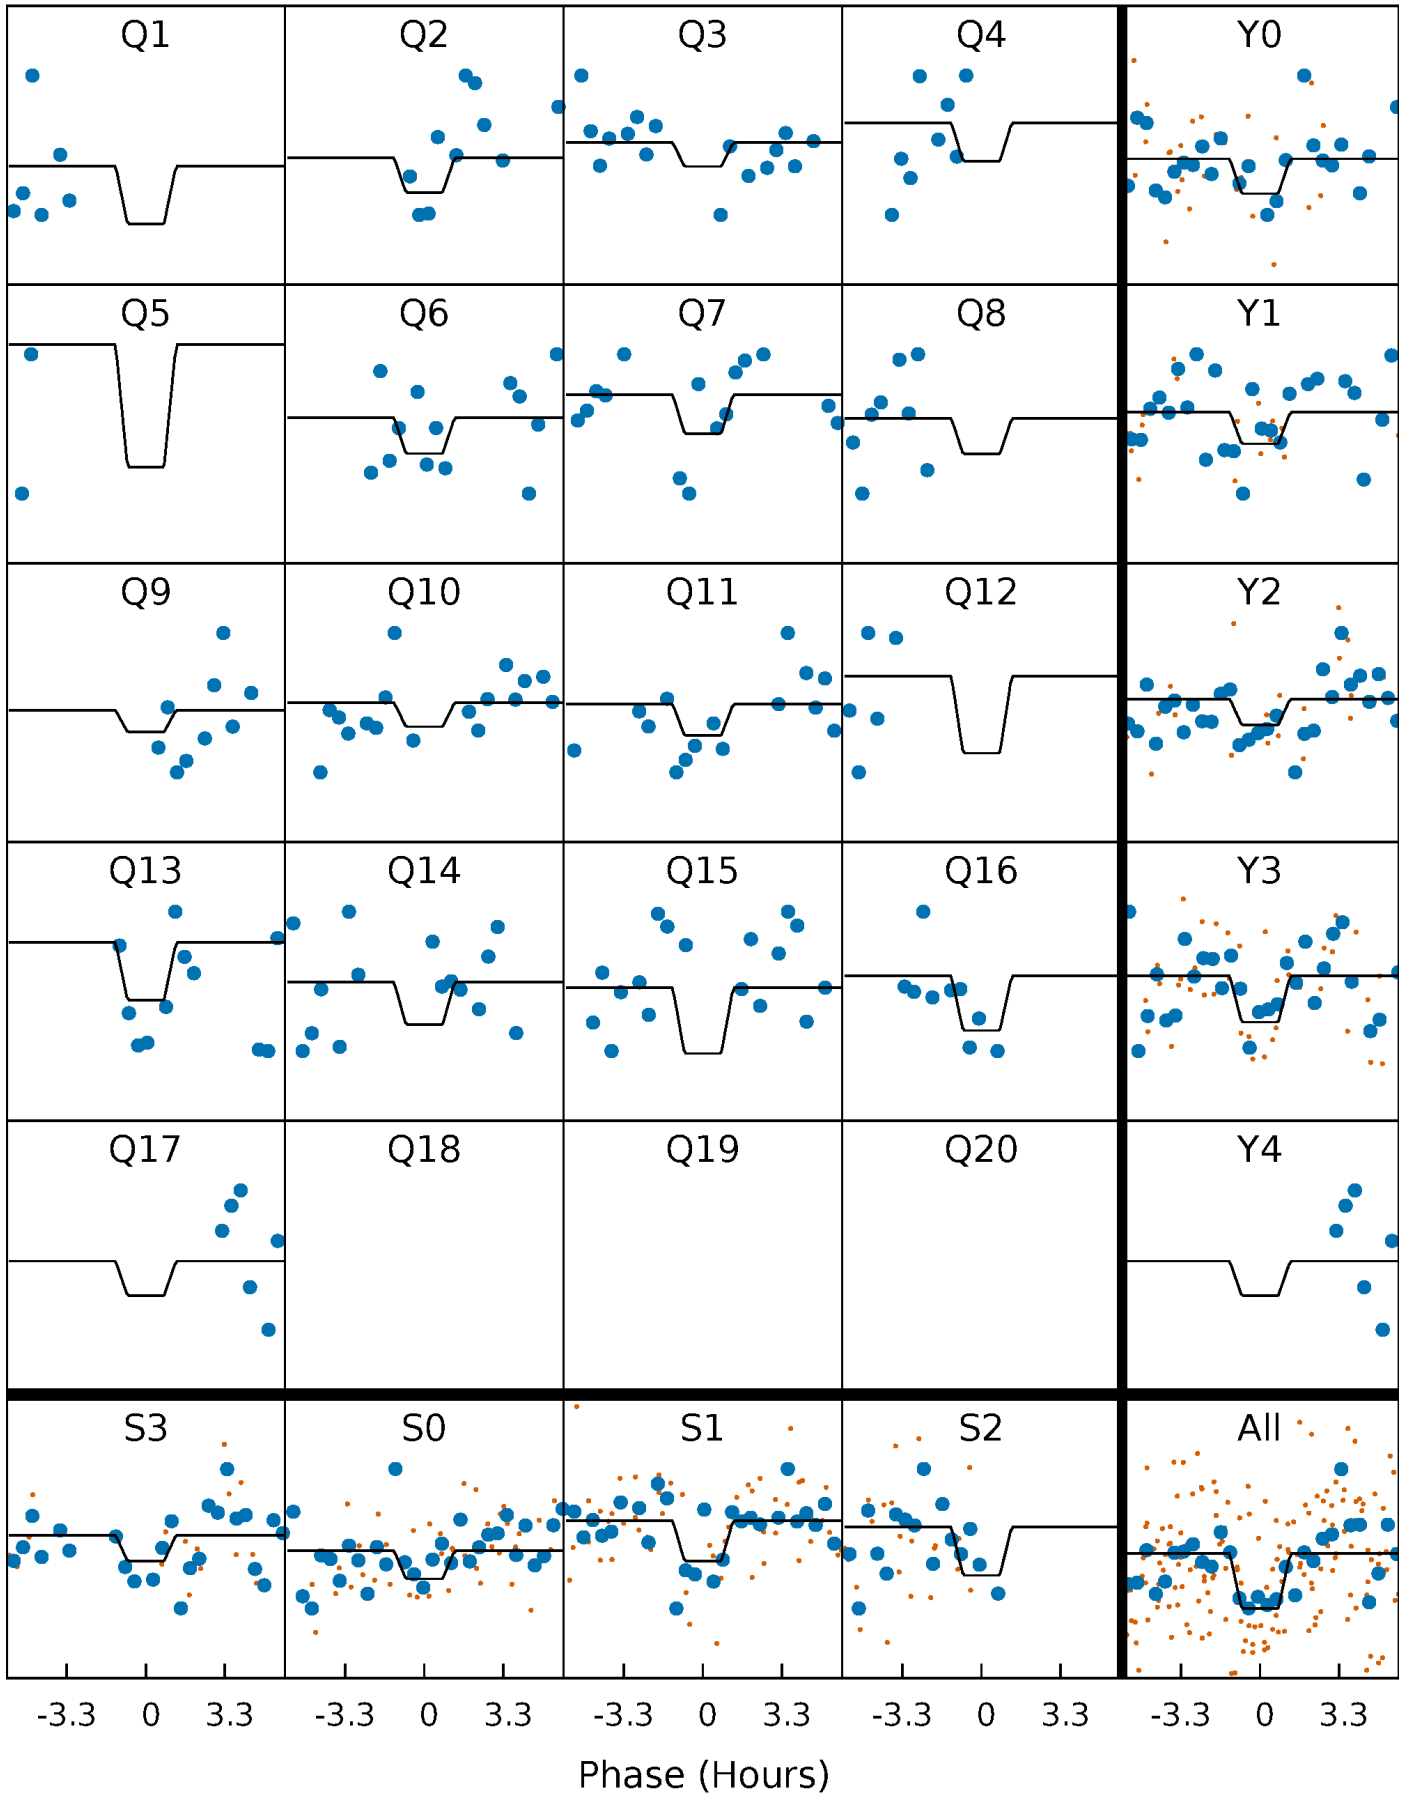 Q1 Q2 Q3 Q4 Y0
Q5 Q6 Q7 Q8 Y1
Q9 Q10 Q11 Q12 Y2
Q13 Q14 Q15 Q16 Y3
Q17 Q18 Q19 Q20 Y4
S3 S0 S1 S2 All
-3.3 0 3.3 -3.3 0 3.3 -3.3 0 3.3 -3.3 0 3.3 -3.3 0 3.3
Phase (Hours)